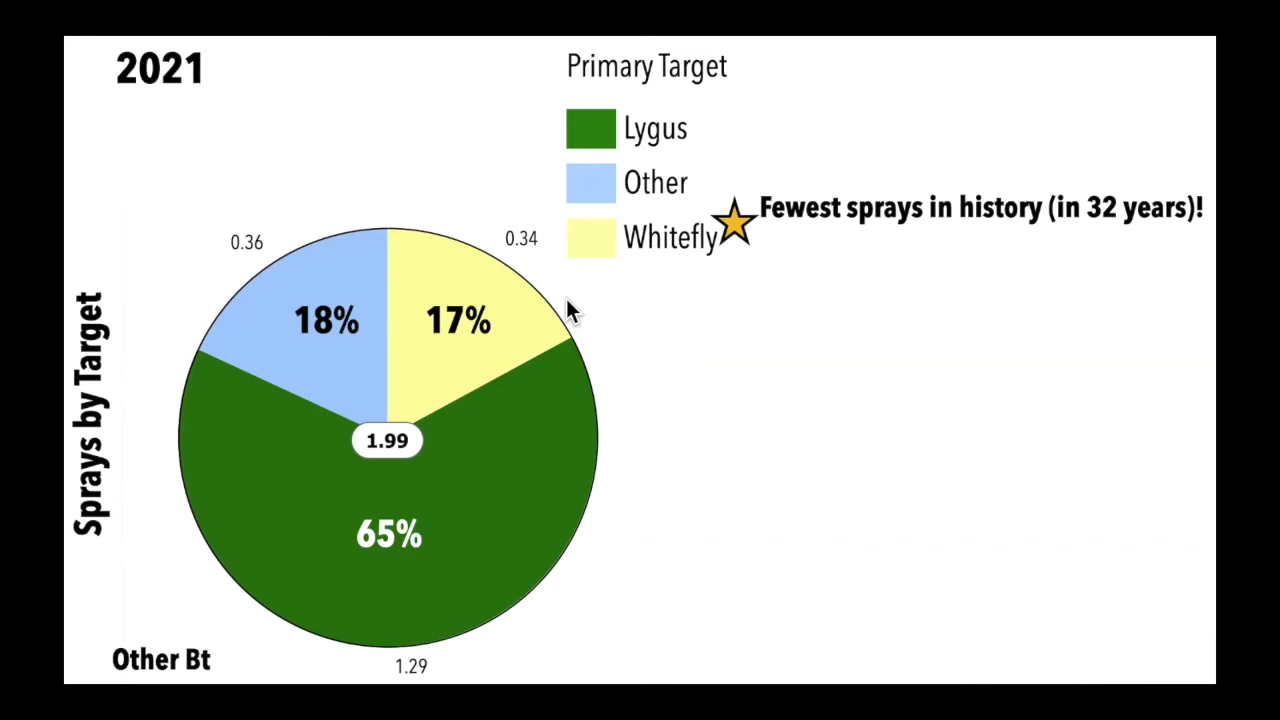 2021
Primary Target
Lygus
Other
Whitefly
Fewest sprays in history (in 32 years)!
0.36
0.34
18%
17%
Sprays by Target
1.99
65%
Other Bt
1.29